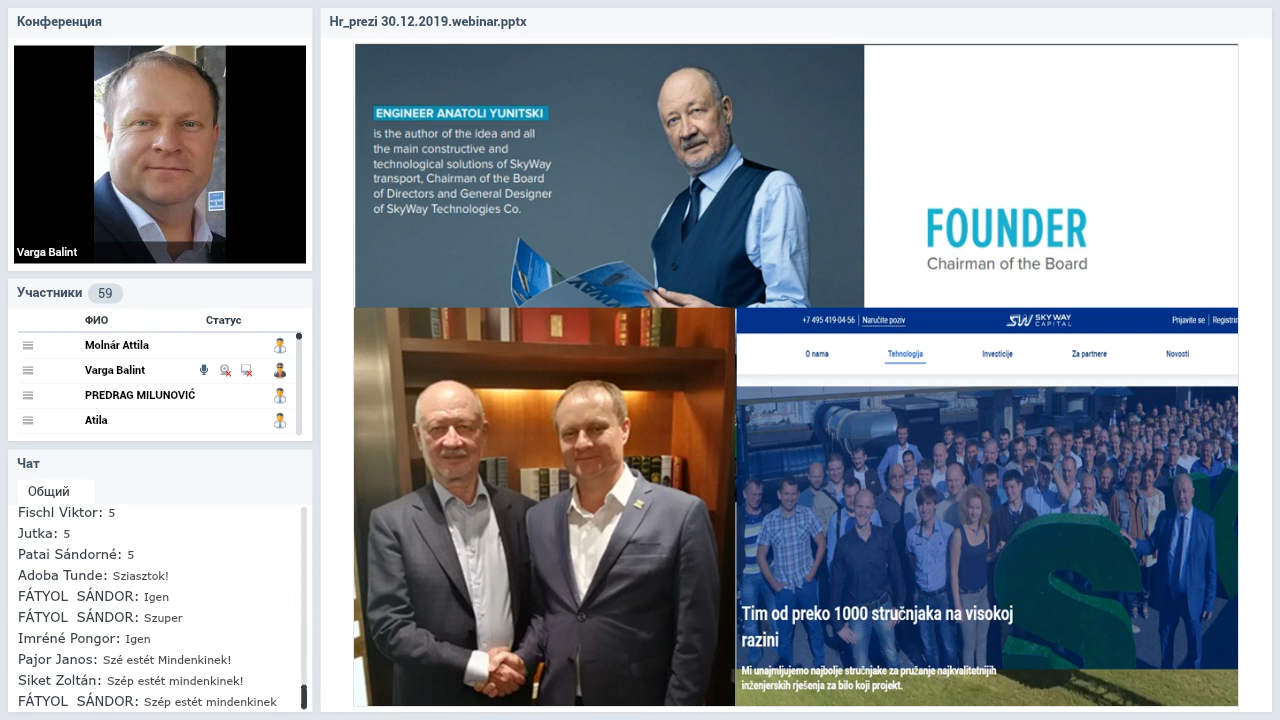 Конференция
Varga Balint
Участники 59
ФИО Статус
Molnár Attila
Varga Balint
PREDRAG MILUNOVIĆ
Atila
Чат
Общий
Fischl Viktor: 5
Jutka: 5
Patai Sándorné: 5
Adoba Tunde: Sziasztok!
FÁTYOL SÁNDOR: Igen
FÁTYOL SÁNDOR: Szuper
Imréné Pongor: Igen
Pajor Janos: Szé estét Mindenkinek!
Siket Zoltán: Szép estét mindenkinek!
FÁTYOL SÁNDOR: Szép estét mindenkinek
Hr_prezi 30.12.2019.webinar.pptx
ENGINEER ANATOLI YUNITSKI
is the author of the idea and all
the main constructive and
technological solutions of SkyWay
transport, Chairman of the Board
of Directors and General Designer
of SkyWay Technologies Co.
FOUNDER
Chairman of the Board
+7 495 419-04-56 | Naručite poziv
SW SKY WAY
CAPITAL
Prijavite se | Registrir
O nama Tehnologija Investicije Za partnere Novosti
Tim od preko 1000 stručnjaka na visokoj
razini
Mi unajmljujemo najbolje stručnjake za pružanje najkvalitetnijih
inženjerskih rješenja za bilo koji projekt.